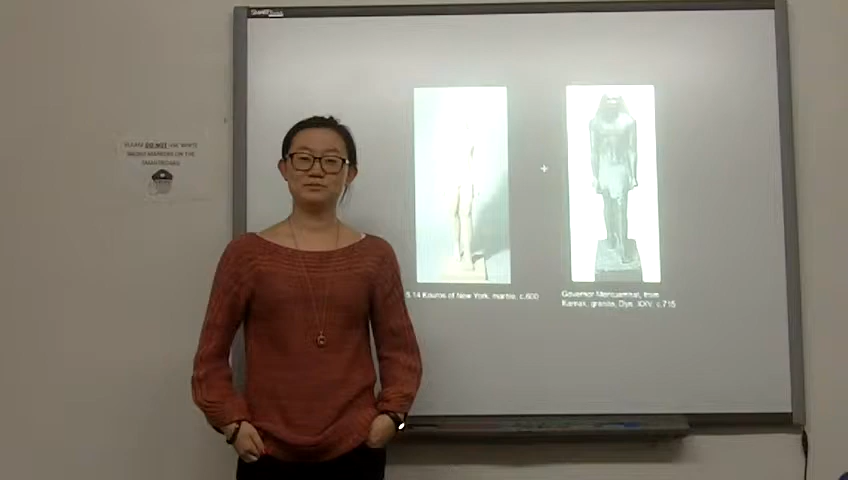 PLEASE DO NOT USE WHITE
BOARD MARKERS ON THE
SMARTBOARD
SMART
5.14 Kouros of New York, marble, c.600
+
Governor Mentuemhat, from
Karnak, granite, Dyn. XXV, c.715